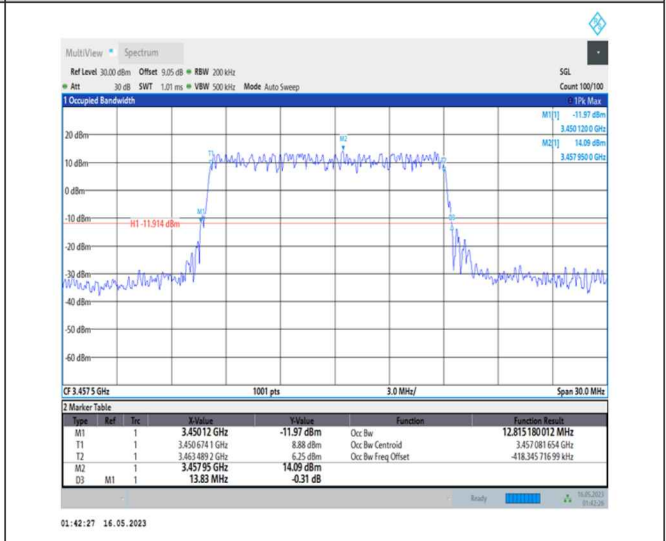 MultiView Spectrum
Ref Level 30.00 dBm Offset 9.05 dB RBW 200 kHz SGL
Att 30 dB SWT 1.01 ms VBW 500 kHz Mode Auto Sweep Count 100/100
1 Occupied Bandwidth 1Pk Max
M1[1] -11.97 dBm
3.450 120 0 GHz
M2[1] 14.09 dBm
3.457 950 0 GHz
20 dBm
M2
T1
10 dBm
0 dBm
M1
-10 dBm
H1 -11.914 dBm
-20 dBm
-30 dBm
-40 dBm
-50 dBm
-60 dBm
CF 3.457 5 GHz 1001 pts 3.0 MHz/ Span 30.0 MHz
2 Marker Table
Type Ref Trc X-Value Y-Value Function Function Result
M1 1 3.450 12 GHz -11.97 dBm Occ Bw 12.815 180 012 MHz
T1 1 3.450 674 1 GHz 8.88 dBm Occ Bw Centroid 3.457 081 654 GHz
T2 1 3.463 489 2 GHz 6.25 dBm Occ Bw Freq Offset -418.345 716 99 kHz
M2 1 3.457 95 GHz 14.09 dBm
D3 M1 1 13.83 MHz -0.31 dB
Ready 16.05.2023
01:42:26
01:42:27 16.05.2023